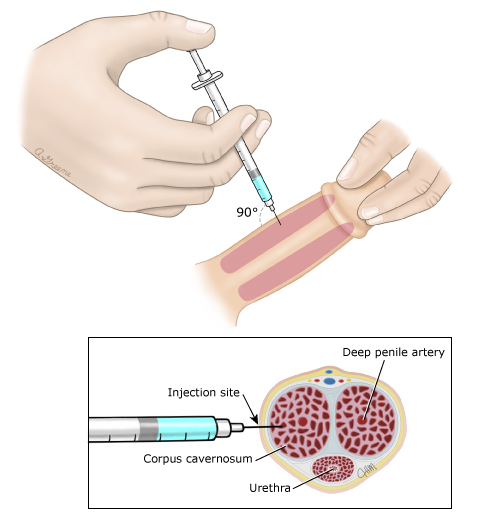 90°
Deep penile artery
Injection site
Corpus cavernosum
Urethra